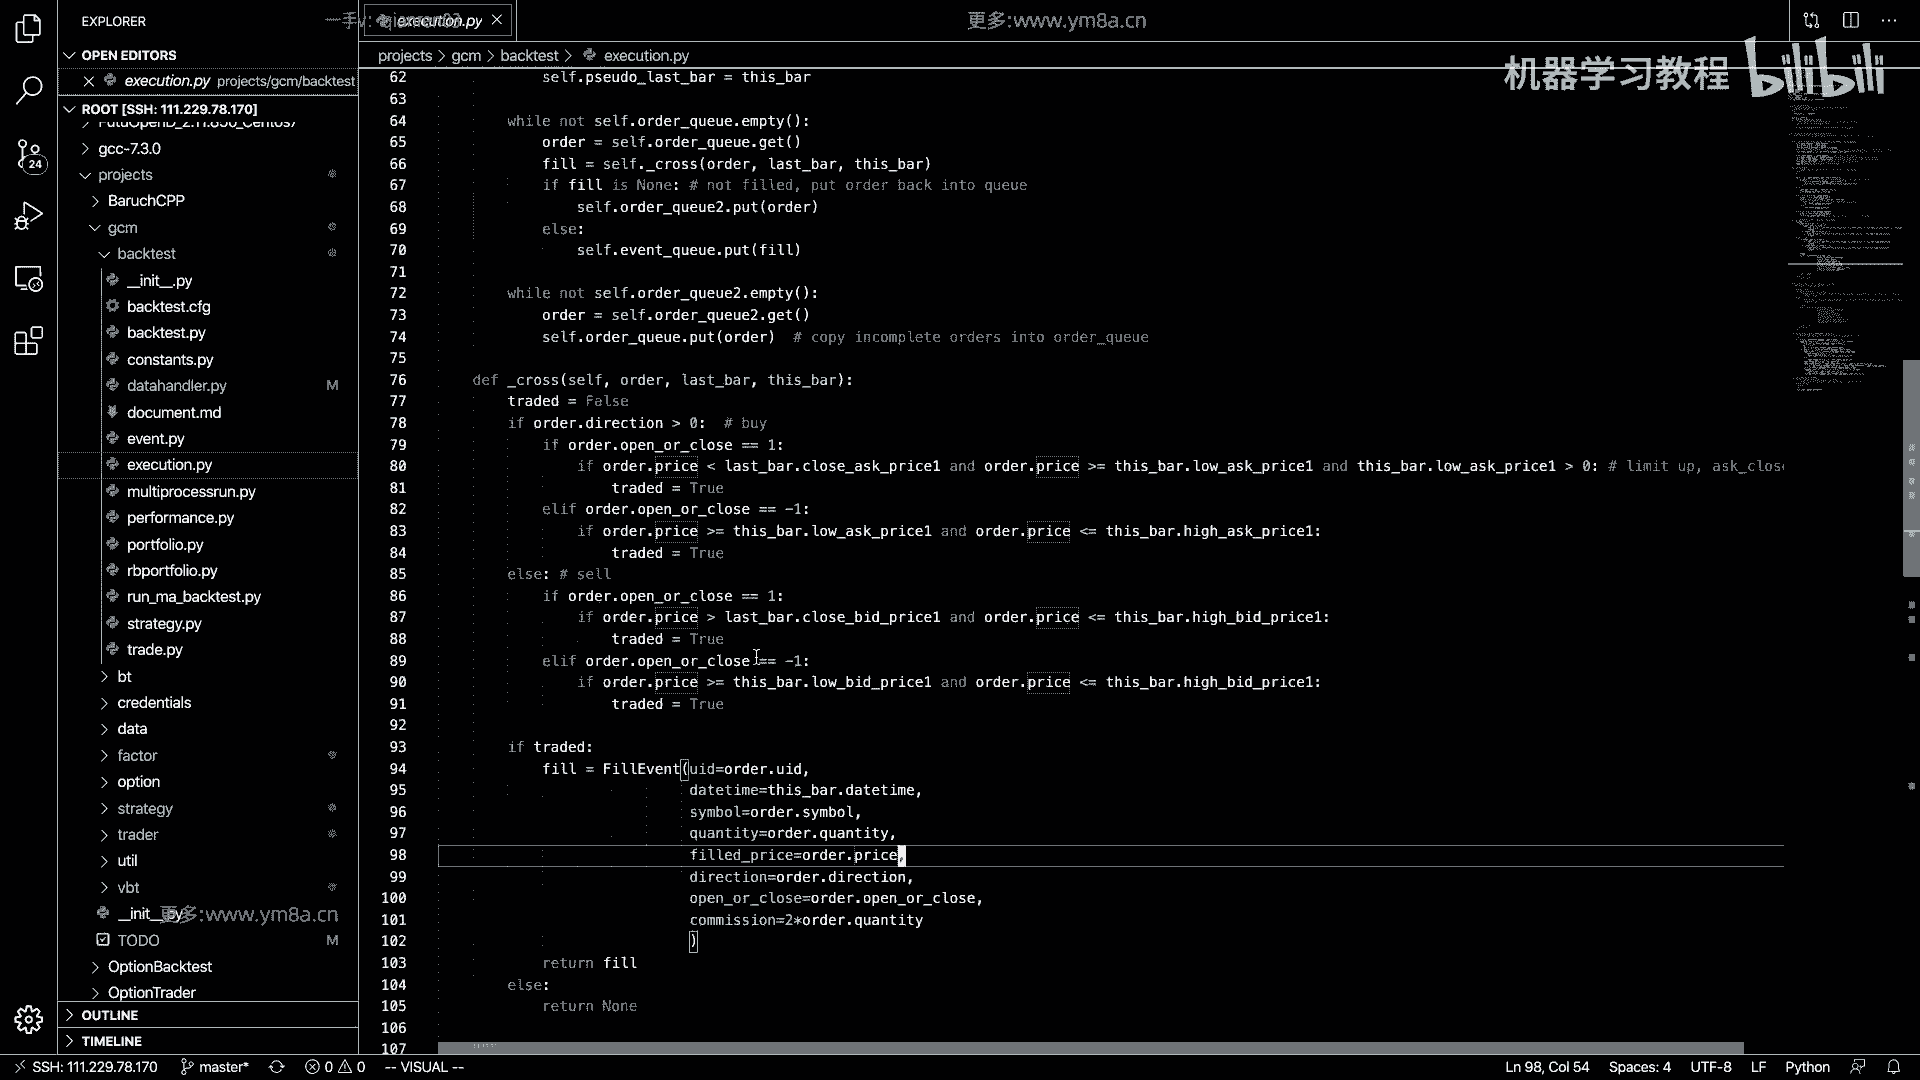 EXPLORER
execution.py
更多:www.ym8a.cn
OPEN EDITORS
execution.py projects/gcm/backtest
projects > gcm > backtest > execution.py
机器学习教程 bilibili
ROOT [SSH: 111.229.78.170]
gcc-7.3.0
projects
BaruchCPP
gcm
backtest
__init__.py
backtest.cfg
backtest.py
constants.py
datahandler.py M
document.md
event.py
execution.py
multiprocessrun.py
performance.py
portfolio.py
rbportfolio.py
run_ma_backtest.py
strategy.py
trade.py
bt
credentials
data
factor
option
strategy
trader
util
vbt
__init__.py
更多:www.ym8a.cn
TODO M
OptionBacktest
OptionTrader
OUTLINE
TIMELINE
24
62 self.pseudo_last_bar = this_bar
63
64 while not self.order_queue.empty():
65 order = self.order_queue.get()
66 fill = self._cross(order, last_bar, this_bar)
67 if fill is None: # not filled, put order back into queue
68 self.order_queue2.put(order)
69 else:
70 self.event_queue.put(fill)
71
72 while not self.order_queue2.empty():
73 order = self.order_queue2.get()
74 self.order_queue.put(order)  # copy incomplete orders into order_queue
75
76 def _cross(self, order, last_bar, this_bar):
77 traded = False
78 if order.direction > 0:  # buy
79 if order.open_or_close == 1:
80 if order.price < last_bar.close_ask_price1 and order.price >= this_bar.low_ask_price1 and this_bar.low_ask_price1 > 0: # limit up, ask_close
81 traded = True
82 elif order.open_or_close == -1:
83 if order.price >= this_bar.low_ask_price1 and order.price <= this_bar.high_ask_price1:
84 traded = True
85 else: # sell
86 if order.open_or_close == 1:
87 if order.price > last_bar.close_bid_price1 and order.price <= this_bar.high_bid_price1:
88 traded = True
89 elif order.open_or_close == -1:
90 if order.price >= this_bar.low_bid_price1 and order.price <= this_bar.high_bid_price1:
91 traded = True
92
93 if traded:
94 fill = FillEvent(uid=order.uid,
95 datetime=this_bar.datetime,
96 symbol=order.symbol,
97 quantity=order.quantity,
98 filled_price=order.price,
99 direction=order.direction,
100 open_or_close=order.open_or_close,
101 commission=2*order.quantity
102 )
103 return fill
104 else:
105 return None
106
107
SSH: 111.229.78.170 master* 0 0 -- VISUAL -- Ln 98, Col 54 Spaces: 4 UTF-8 LF Python